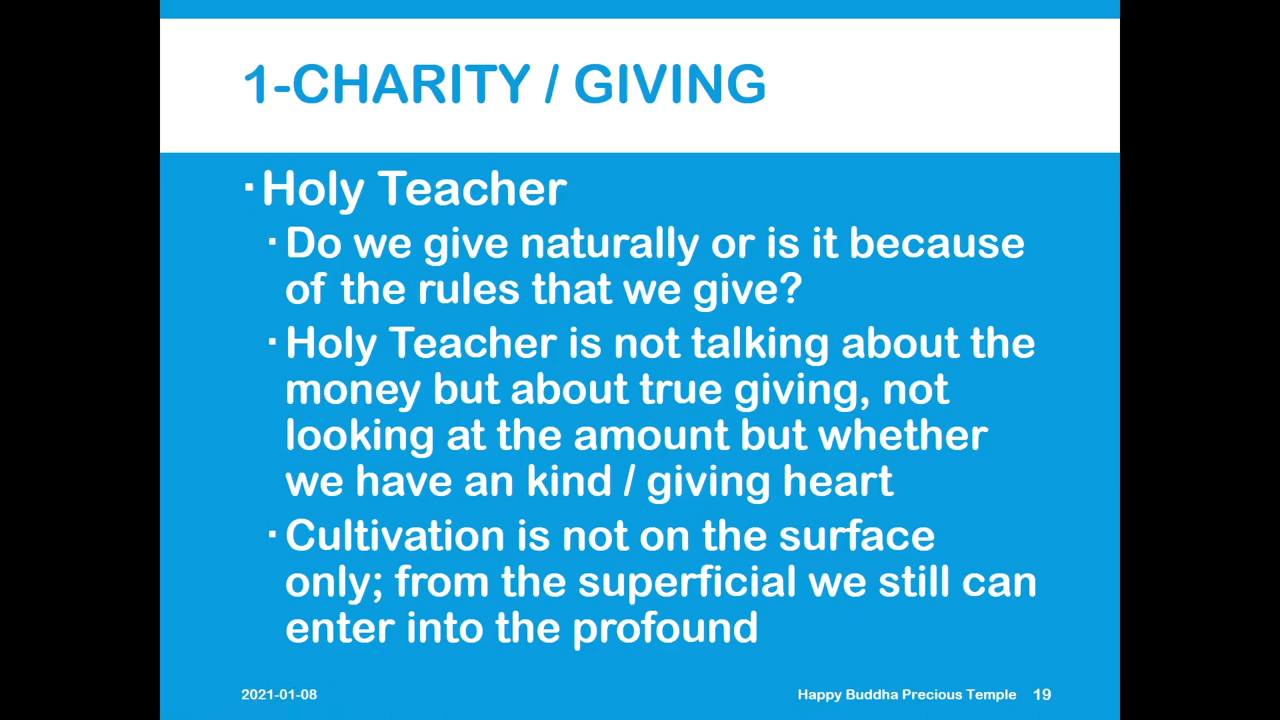 1-CHARITY / GIVING
▪Holy Teacher
▪Do we give naturally or is it because
of the rules that we give?
▪Holy Teacher is not talking about the
money but about true giving, not
looking at the amount but whether
we have an kind / giving heart
▪Cultivation is not on the surface
only; from the superficial we still can
enter into the profound
2021-01-08 Happy Buddha Precious Temple 19